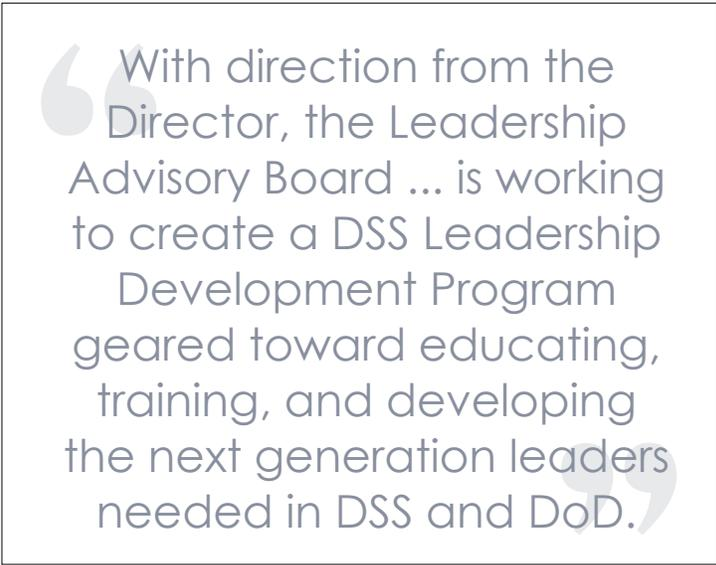 With direction from the
Director, the Leadership
Advisory Board ... is working
to create a DSS Leadership
Development Program
geared toward educating,
training, and developing
the next generation leaders
needed in DSS and DoD.